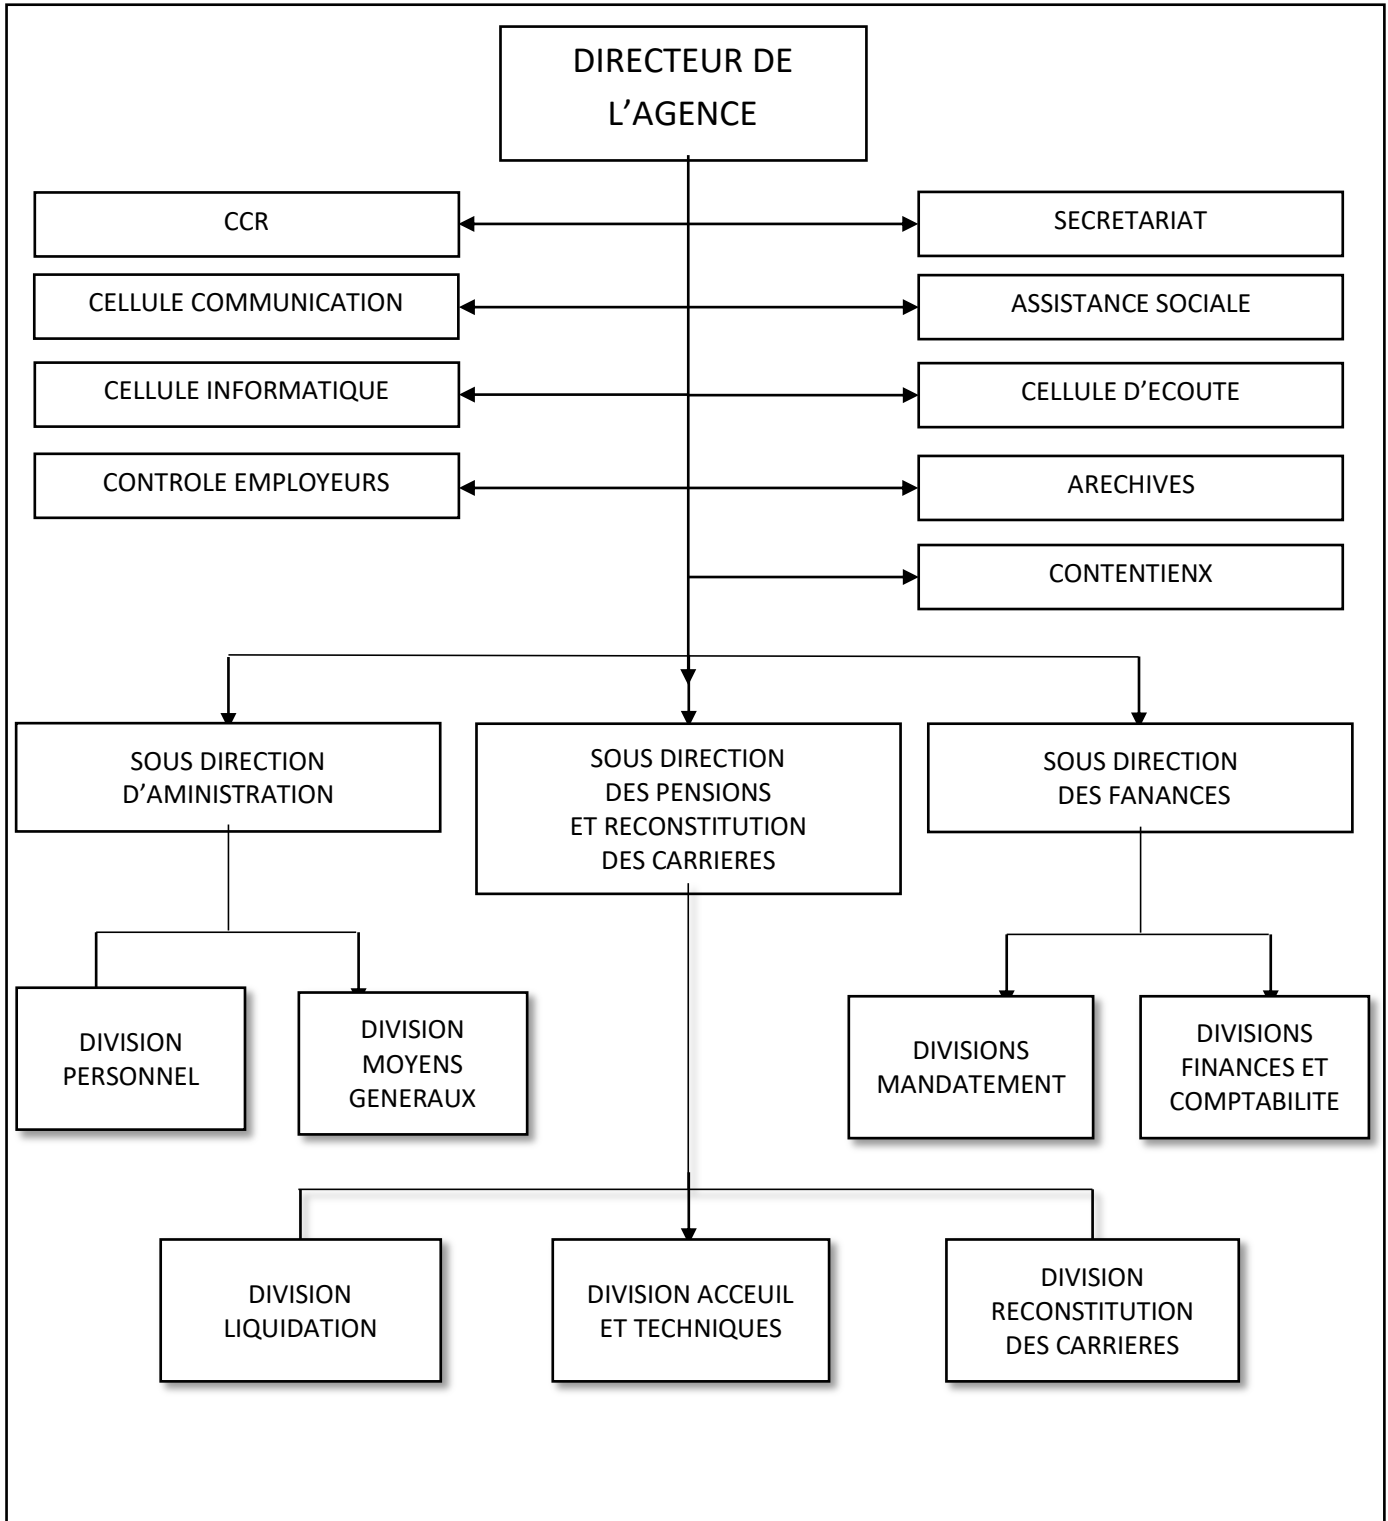 DIRECTEUR DE
L’AGENCE
CCR
SECRETARIAT
CELLULE COMMUNICATION
ASSISTANCE SOCIALE
CELLULE INFORMATIQUE
CELLULE D’ECOUTE
CONTROLE EMPLOYEURS
ARECHIVES
CONTENTIENX
SOUS DIRECTION
D’AMINISTRATION
SOUS DIRECTION
DES PENSIONS
ET RECONSTITUTION
DES CARRIERES
SOUS DIRECTION
DES FANANCES
DIVISION
PERSONNEL
DIVISION
MOYENS
GENERAUX
DIVISIONS
MANDATEMENT
DIVISIONS
FINANCES ET
COMPTABILITE
DIVISION
LIQUIDATION
DIVISION ACCEUIL
ET TECHNIQUES
DIVISION
RECONSTITUTION
DES CARRIERES